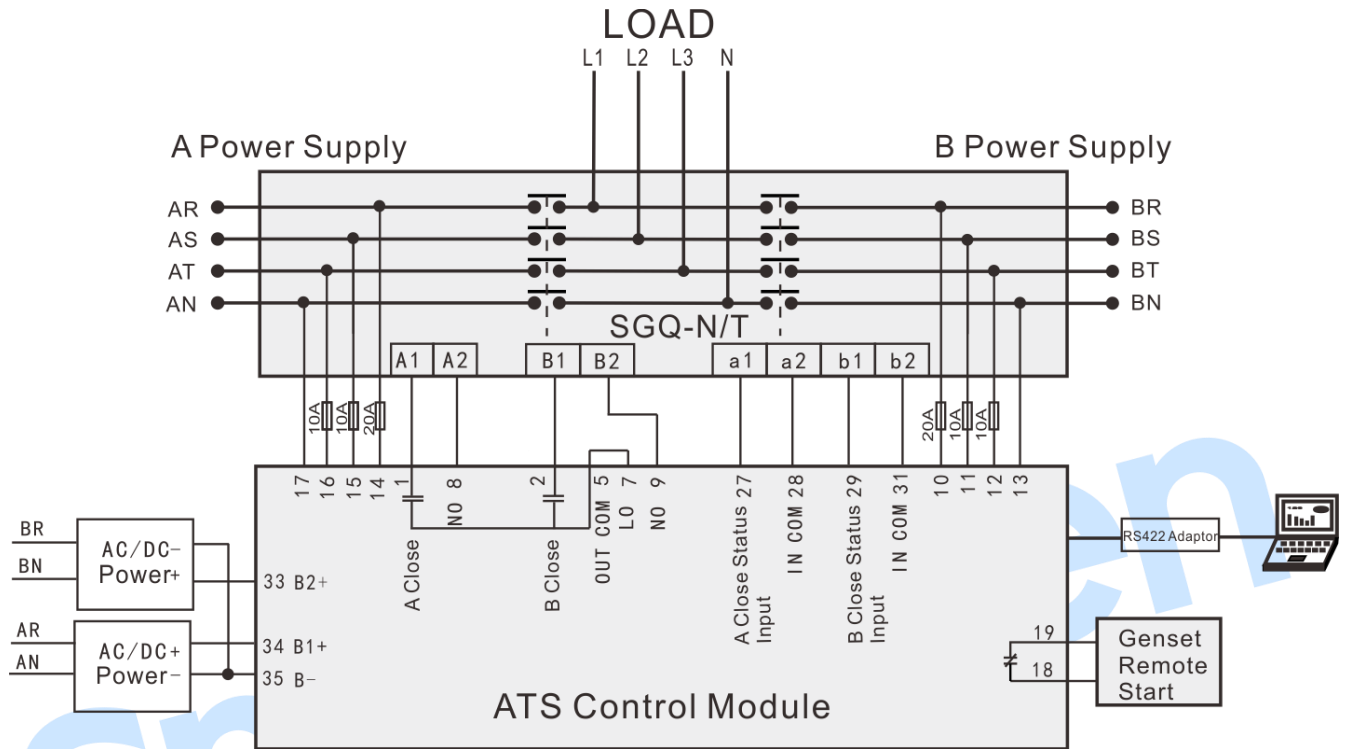 LOAD
L1 L2 L3 N
A Power Supply
B Power Supply
AR
AS
AT
AN
BR
BS
BT
BN
SGQ-N/T
A1 A2 B1 B2 a1 a2 b1 b2
10A 10A 20A
20A 10A 10A
17 16 15 14
1
A Close
NO 8
2
B Close
OUT COM 5
LO 7
NO 9
A Close Status 27
Input
IN COM 28
B Close Status 29
Input
IN COM 31
10 11 12 13
BR
BN
AC/DC-
Power+
AR
AN
AC/DC+
Power-
33 B2+
34 B1+
35 B-
RS422 Adaptor
19
18
Genset
Remote
Start
ATS Control Module